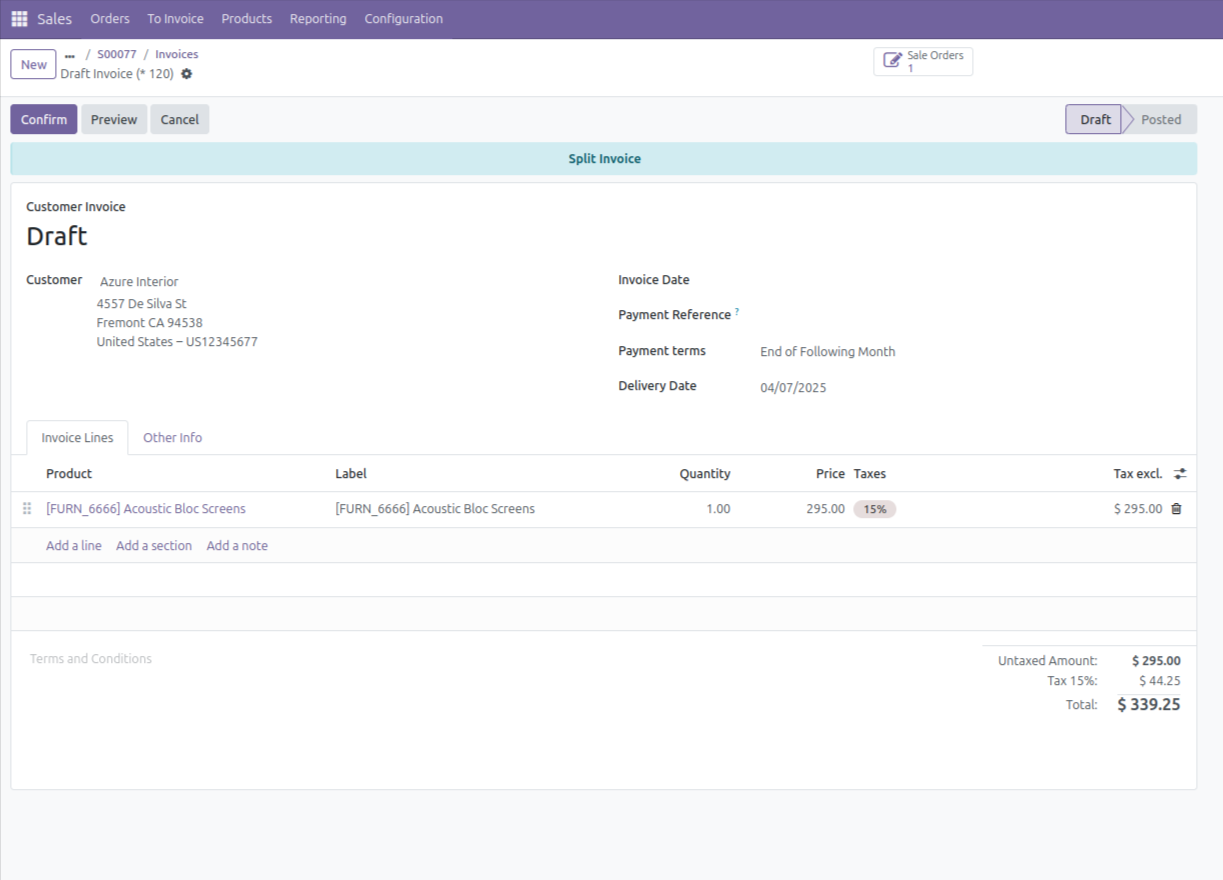 Sales Orders To Invoice Products Reporting Configuration
New ... / S00077 / Invoices
Draft Invoice (* 120)
Sale Orders
1
Confirm Preview Cancel Draft Posted
Split Invoice
Customer Invoice
Draft
Customer Azure Interior
4557 De Silva St
Fremont CA 94538
United States – US12345677
Invoice Date
Payment Reference ?
Payment terms End of Following Month
Delivery Date 04/07/2025
Invoice Lines Other Info
Product Label Quantity Price Taxes Tax excl.
[FURN_6666] Acoustic Bloc Screens [FURN_6666] Acoustic Bloc Screens 1.00 295.00 15% $ 295.00
Add a line Add a section Add a note
Terms and Conditions
Untaxed Amount: $ 295.00
Tax 15%: $ 44.25
Total: $ 339.25